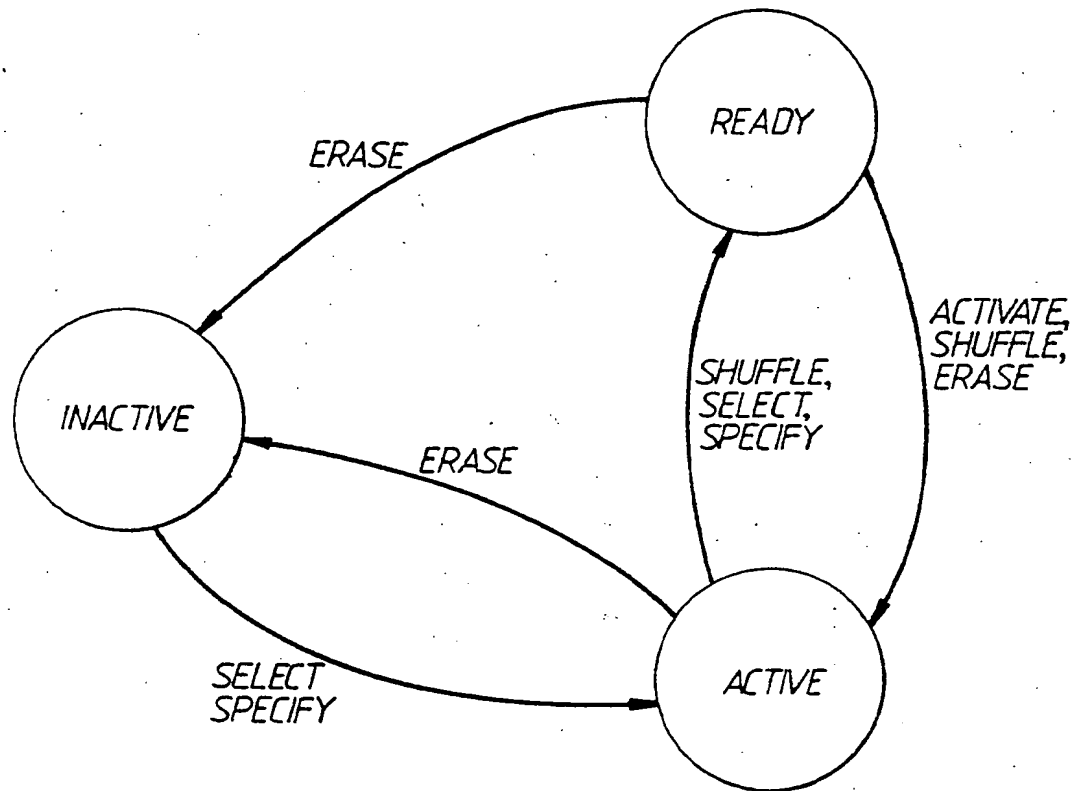 READY
ERASE
ACTIVATE,
SHUFFLE,
ERASE
SHUFFLE,
SELECT,
SPECIFY
INACTIVE
ERASE
SELECT
SPECIFY
ACTIVE